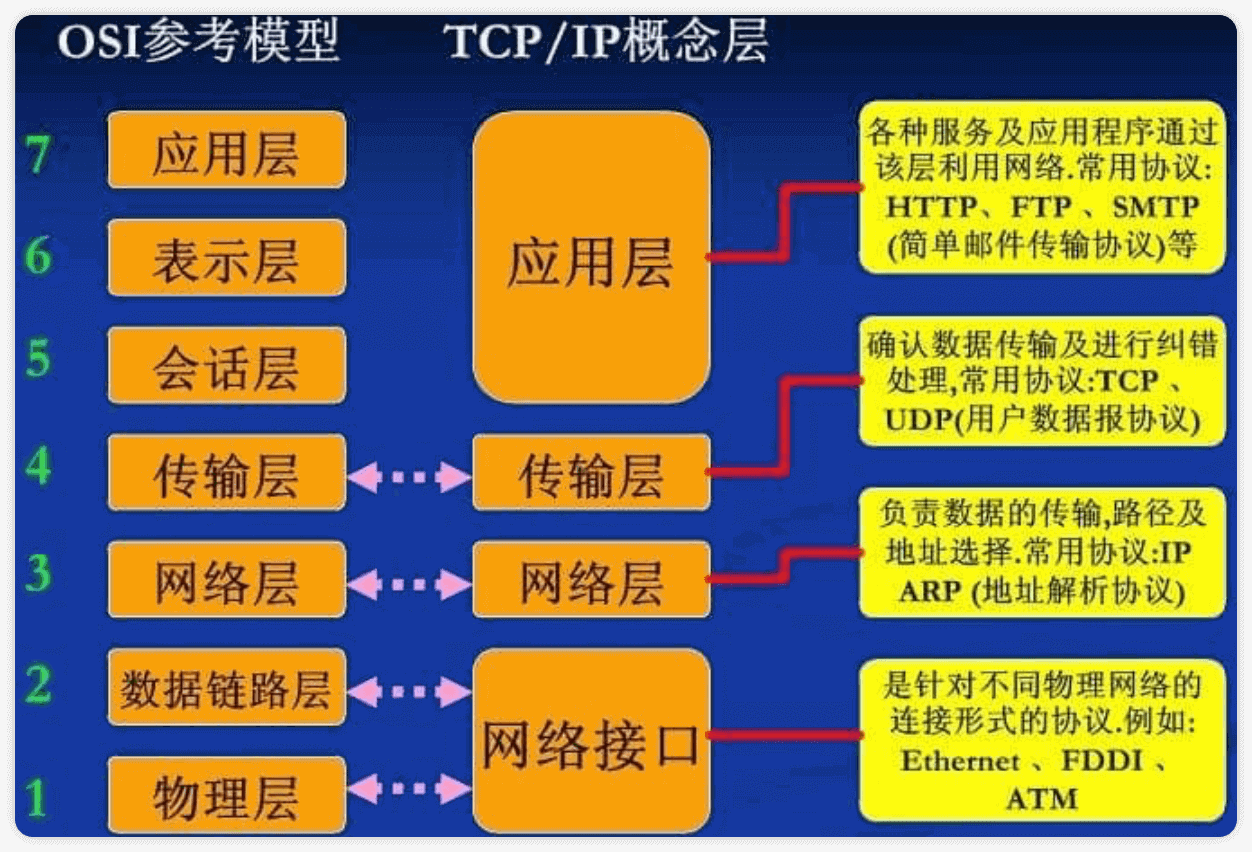 OSI参考模型
TCP/IP概念层
7
应用层
6
表示层
5
会话层
4
传输层
3
网络层
2
数据链路层
1
物理层
应用层
传输层
网络层
网络接口
各种服务及应用程序通过
该层利用网络.常用协议:
HTTP、FTP 、SMTP
(简单邮件传输协议)等
确认数据传输及进行纠错
处理,常用协议:TCP 、
UDP(用户数据报协议)
负责数据的传输,路径及
地址选择.常用协议:IP
ARP (地址解析协议)
是针对不同物理网络的
连接形式的协议.例如:
Ethernet 、FDDI 、
ATM